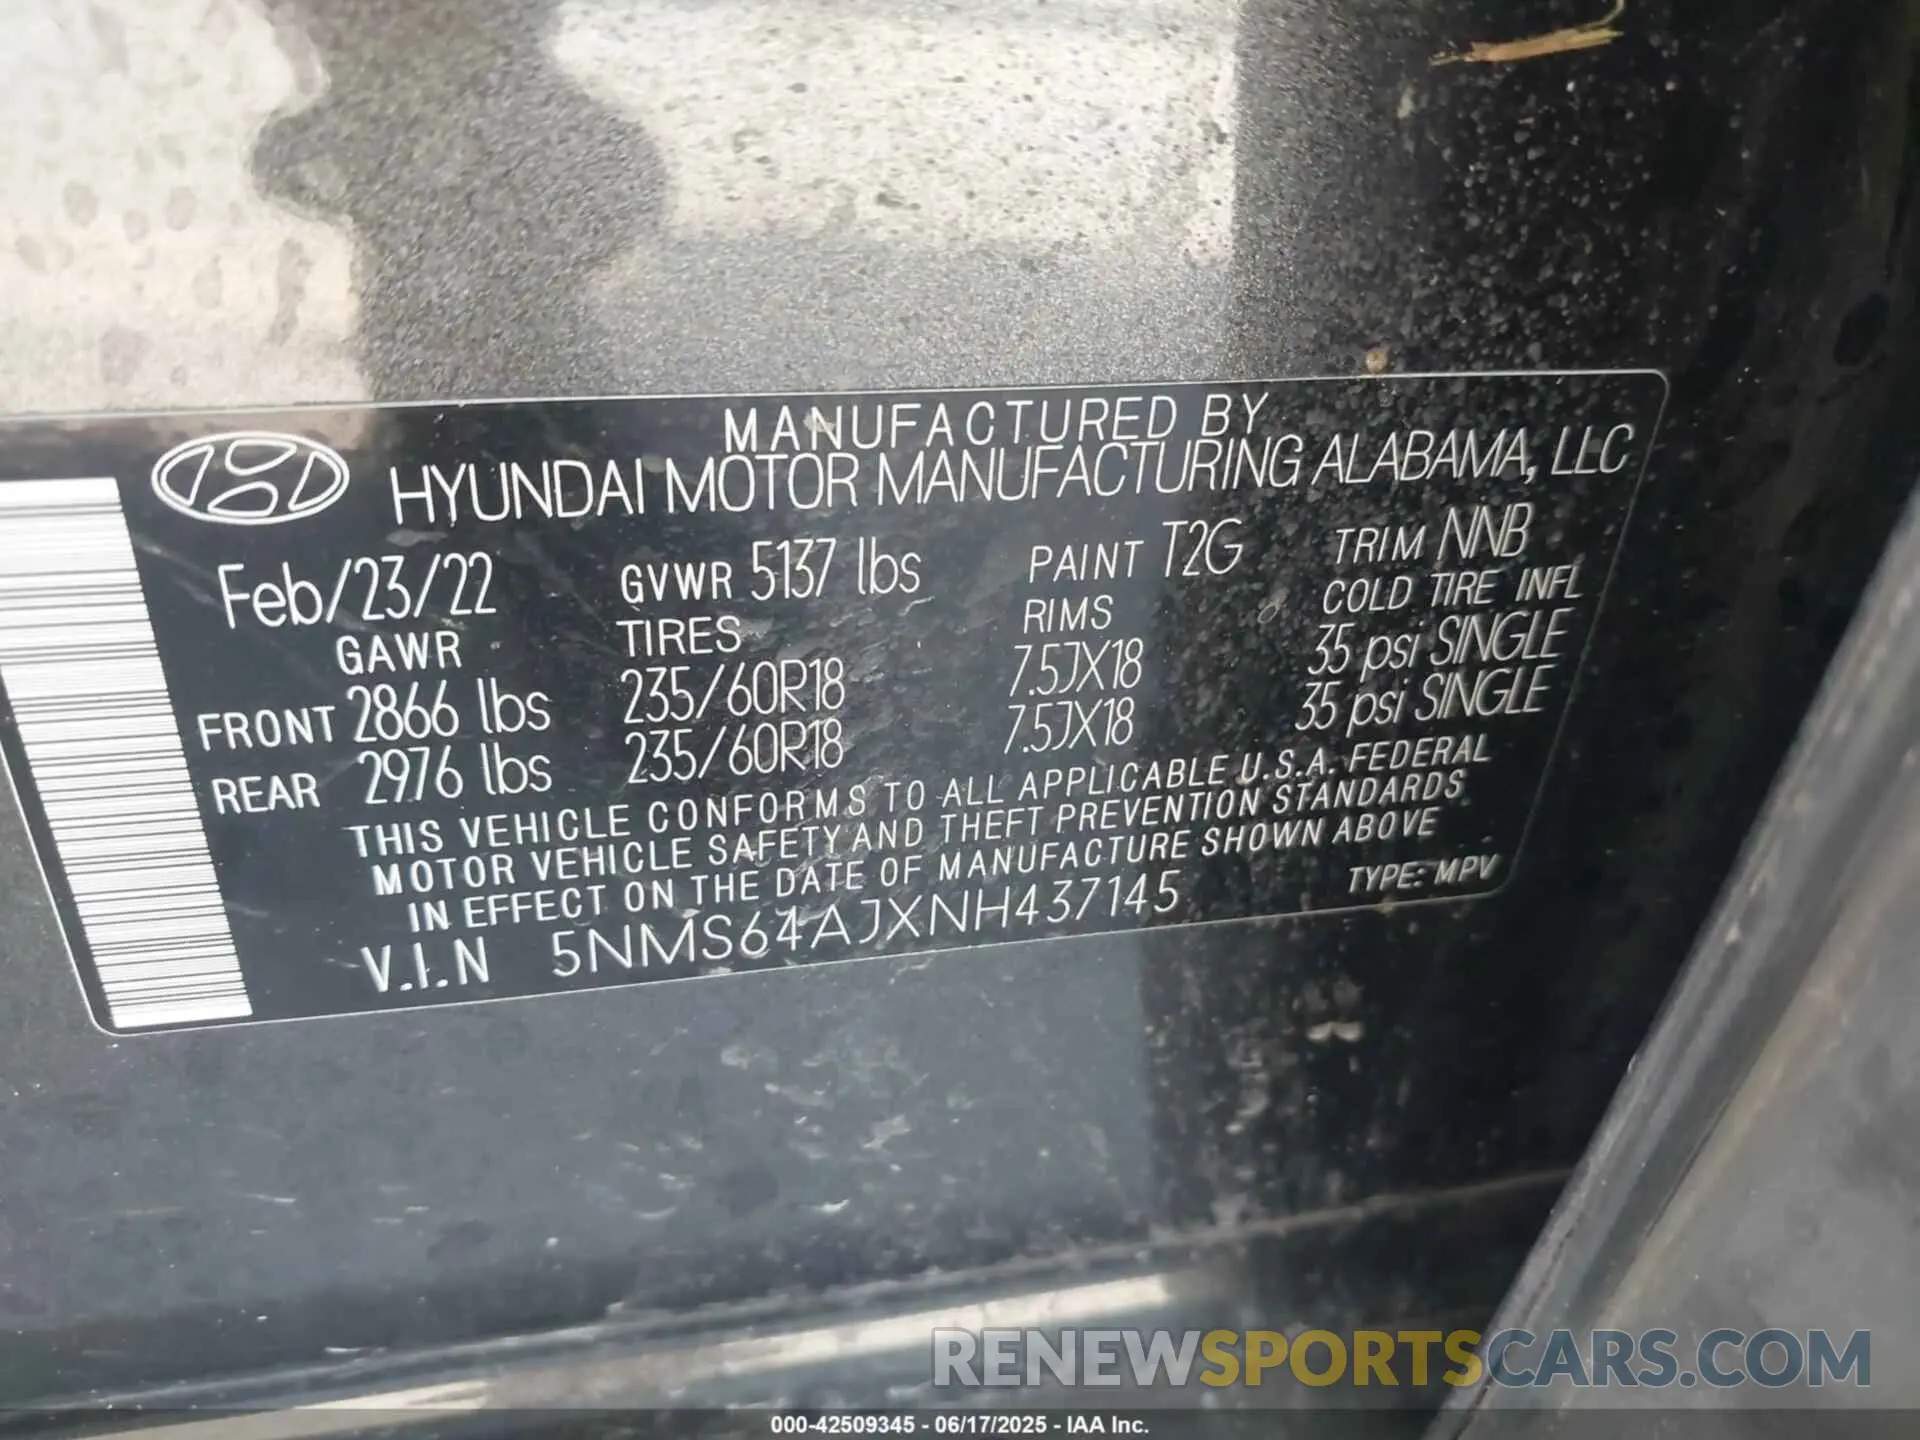 MANUFACTURED BY
HYUNDAI MOTOR MANUFACTURING ALABAMA, LLC
Feb/23/22 GVWR 5137 lbs PAINT T2G TRIM NNB
GAWR TIRES RIMS COLD TIRE INFL
FRONT 2866 lbs 235/60R18 7.5JX18 35 psi SINGLE
REAR 2976 lbs 235/60R18 7.5JX18 35 psi SINGLE
THIS VEHICLE CONFORMS TO ALL APPLICABLE U.S.A. FEDERAL
MOTOR VEHICLE SAFETY AND THEFT PREVENTION STANDARDS
IN EFFECT ON THE DATE OF MANUFACTURE SHOWN ABOVE
V.I.N 5NMS64AJXNH437145 TYPE: MPV
RENEWSPORTSCARS.COM
000-42509345 - 06/17/2025 - IAA Inc.